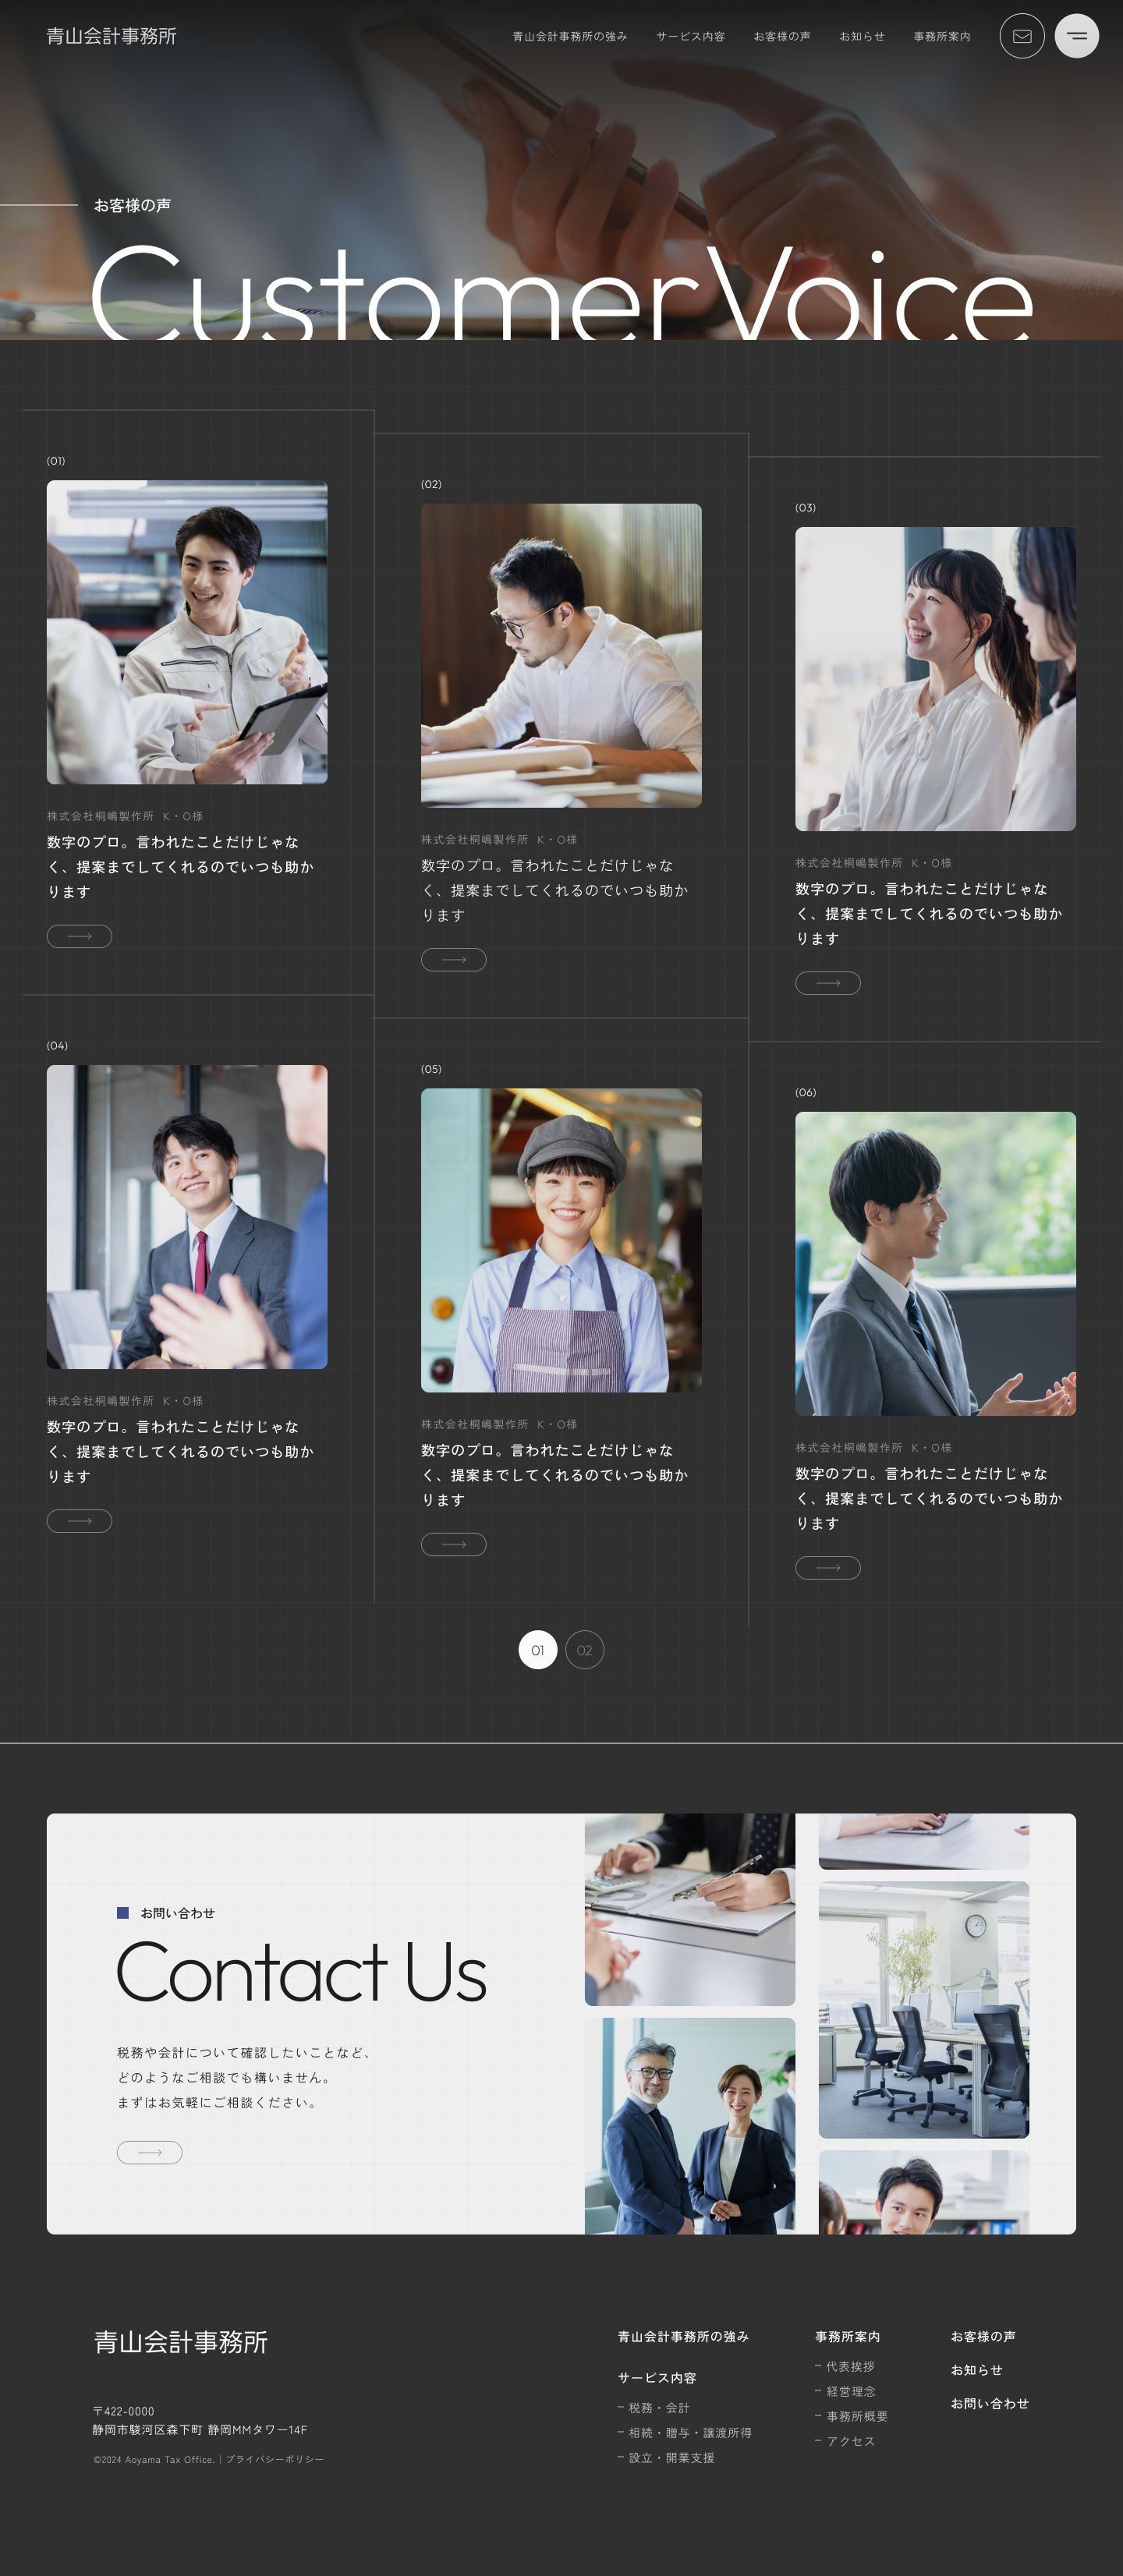 青山会計事務所
青山会計事務所の強み
サービス内容
お客様の声
お知らせ
事務所案内
お客様の声
Customer Voice
(01)
株式会社桐嶋製作所 K・O様
数字のプロ。言われたことだけじゃな
く、提案までしてくれるのでいつも助か
ります
(02)
株式会社桐嶋製作所 K・O様
数字のプロ。言われたことだけじゃな
く、提案までしてくれるのでいつも助か
ります
(03)
株式会社桐嶋製作所 K・O様
数字のプロ。言われたことだけじゃな
く、提案までしてくれるのでいつも助か
ります
(04)
株式会社桐嶋製作所 K・O様
数字のプロ。言われたことだけじゃな
く、提案までしてくれるのでいつも助か
ります
(05)
株式会社桐嶋製作所 K・O様
数字のプロ。言われたことだけじゃな
く、提案までしてくれるのでいつも助か
ります
(06)
株式会社桐嶋製作所 K・O様
数字のプロ。言われたことだけじゃな
く、提案までしてくれるのでいつも助か
ります
01
02
お問い合わせ
Contact Us
税務や会計について確認したいことなど、
どのようなご相談でも構いません。
まずはお気軽にご相談ください。
青山会計事務所
〒422-0000
静岡市駿河区森下町 静岡MMタワー14F
©2024 Aoyama Tax Office. | プライバシーポリシー
青山会計事務所の強み
サービス内容
– 税務・会計
– 相続・贈与・譲渡所得
– 設立・開業支援
事務所案内
– 代表挨拶
– 経営理念
– 事務所概要
– アクセス
お客様の声
お知らせ
お問い合わせ